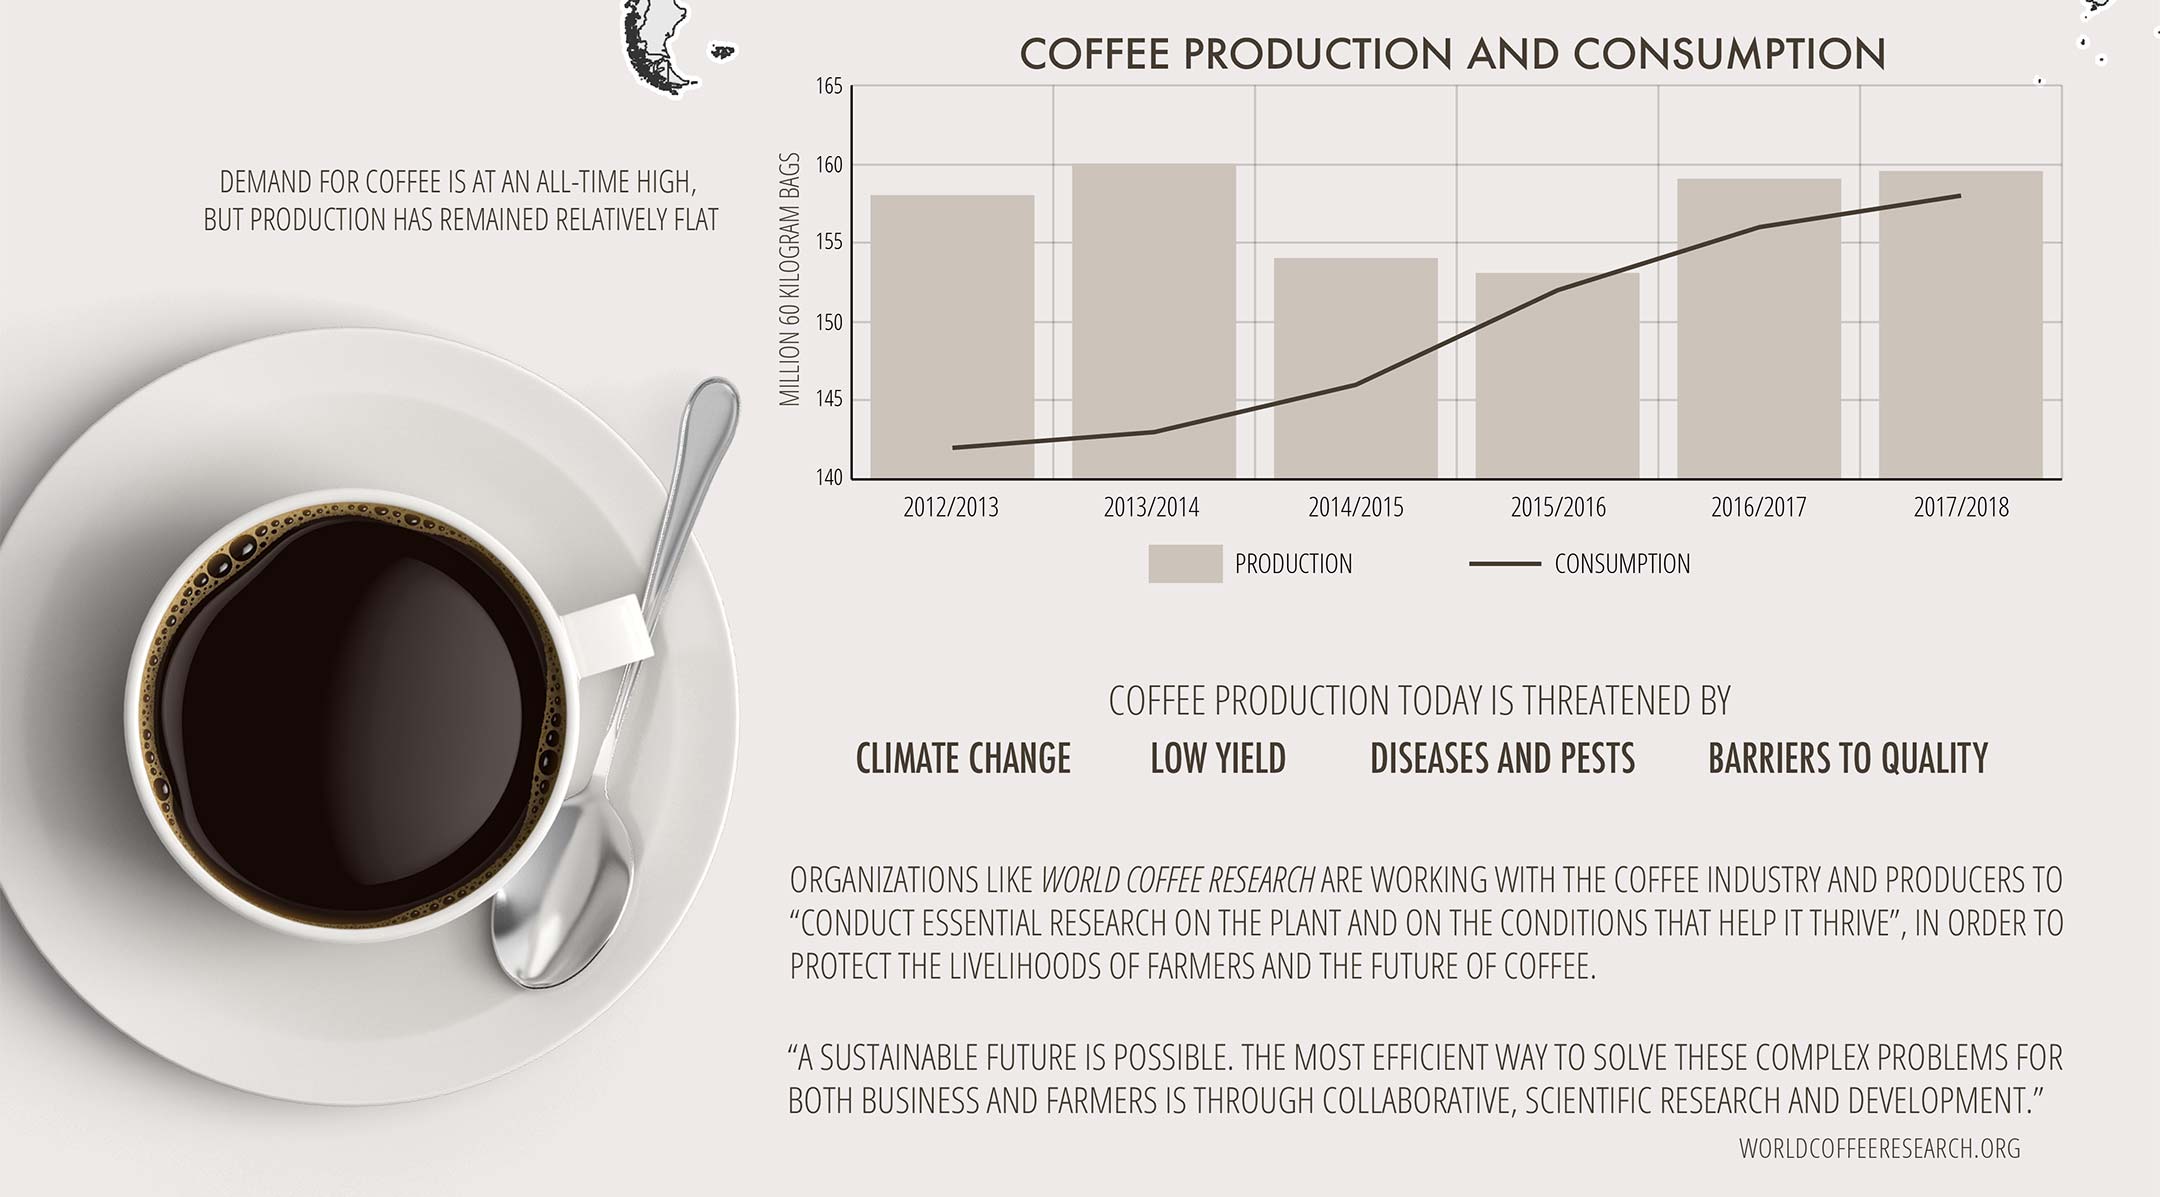 COFFEE PRODUCTION AND CONSUMPTION
DEMAND FOR COFFEE IS AT AN ALL-TIME HIGH,
BUT PRODUCTION HAS REMAINED RELATIVELY FLAT
MILLION 60 KILOGRAM BAGS
165
160
155
150
145
140
2012/2013 2013/2014 2014/2015 2015/2016 2016/2017 2017/2018
PRODUCTION CONSUMPTION
COFFEE PRODUCTION TODAY IS THREATENED BY
CLIMATE CHANGE LOW YIELD DISEASES AND PESTS BARRIERS TO QUALITY
ORGANIZATIONS LIKE WORLD COFFEE RESEARCH ARE WORKING WITH THE COFFEE INDUSTRY AND PRODUCERS TO
“CONDUCT ESSENTIAL RESEARCH ON THE PLANT AND ON THE CONDITIONS THAT HELP IT THRIVE”, IN ORDER TO
PROTECT THE LIVELIHOODS OF FARMERS AND THE FUTURE OF COFFEE.
“A SUSTAINABLE FUTURE IS POSSIBLE. THE MOST EFFICIENT WAY TO SOLVE THESE COMPLEX PROBLEMS FOR
BOTH BUSINESS AND FARMERS IS THROUGH COLLABORATIVE, SCIENTIFIC RESEARCH AND DEVELOPMENT.”
WORLDCOFFEERESEARCH.ORG